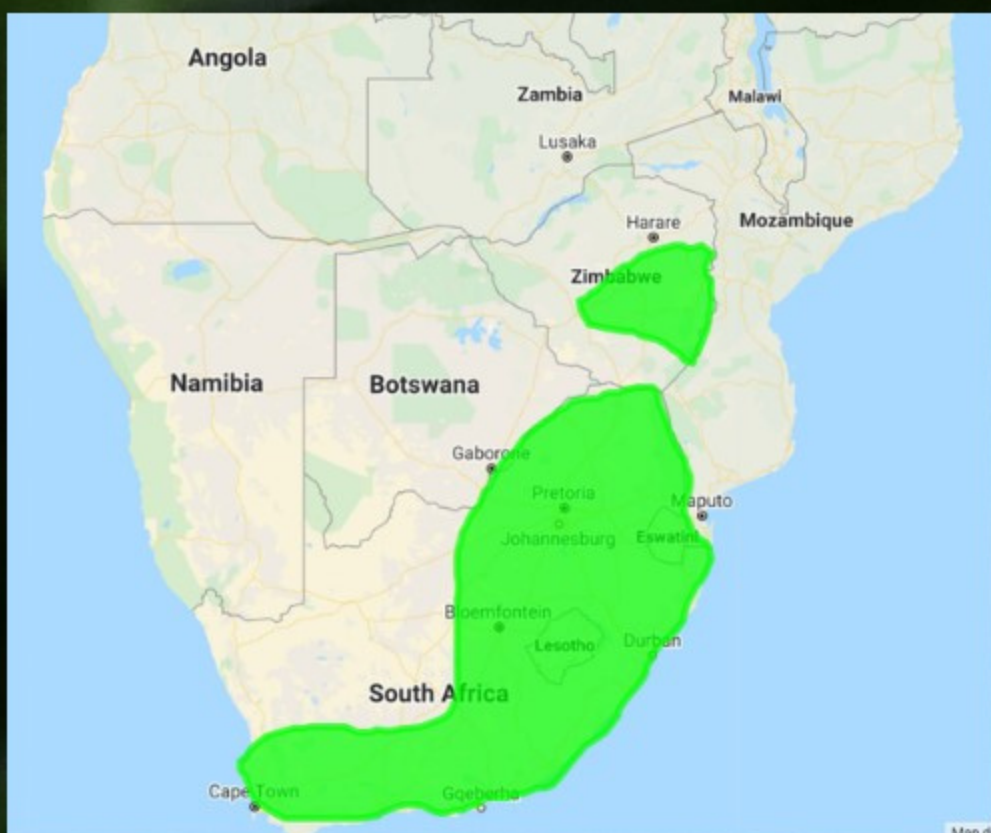 Angola
Zambia
Malawi
Lusaka
Mozambique
Harare
Zimbabwe
Namibia
Botswana
Gaborone
Pretoria
Maputo
Johannesburg
Eswatini
Bloemfontein
Lesotho
Durban
South Africa
Cape Town
Gqeberha
Map d